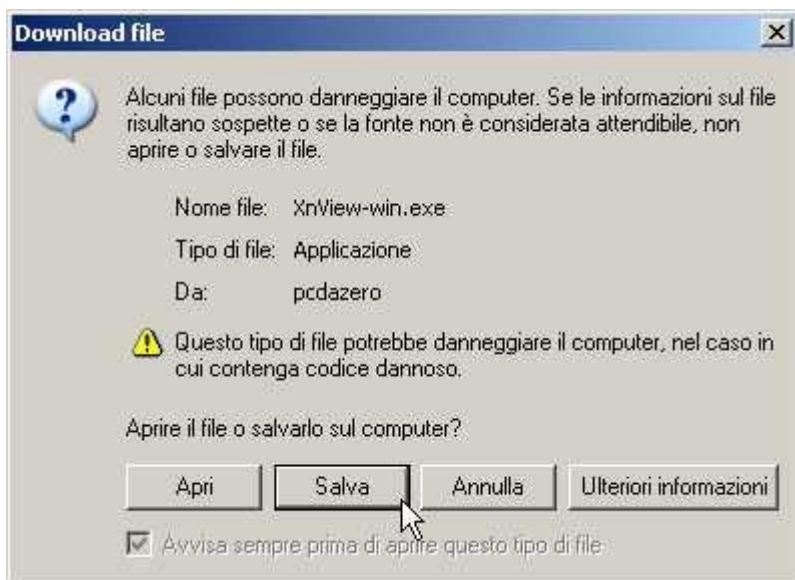 Download file
Alcuni file possono danneggiare il computer. Se le informazioni sul file
risultano sospette o se la fonte non è considerata attendibile, non
aprire o salvare il file.
Nome file: XnView-win.exe
Tipo di file: Applicazione
Da: pcdazero
Questo tipo di file potrebbe danneggiare il computer, nel caso in
cui contenga codice dannoso.
Aprire il file o salvarlo sul computer?
Apri Salva Annulla Ulteriori informazioni
Avvisa sempre prima di aprire questo tipo di file